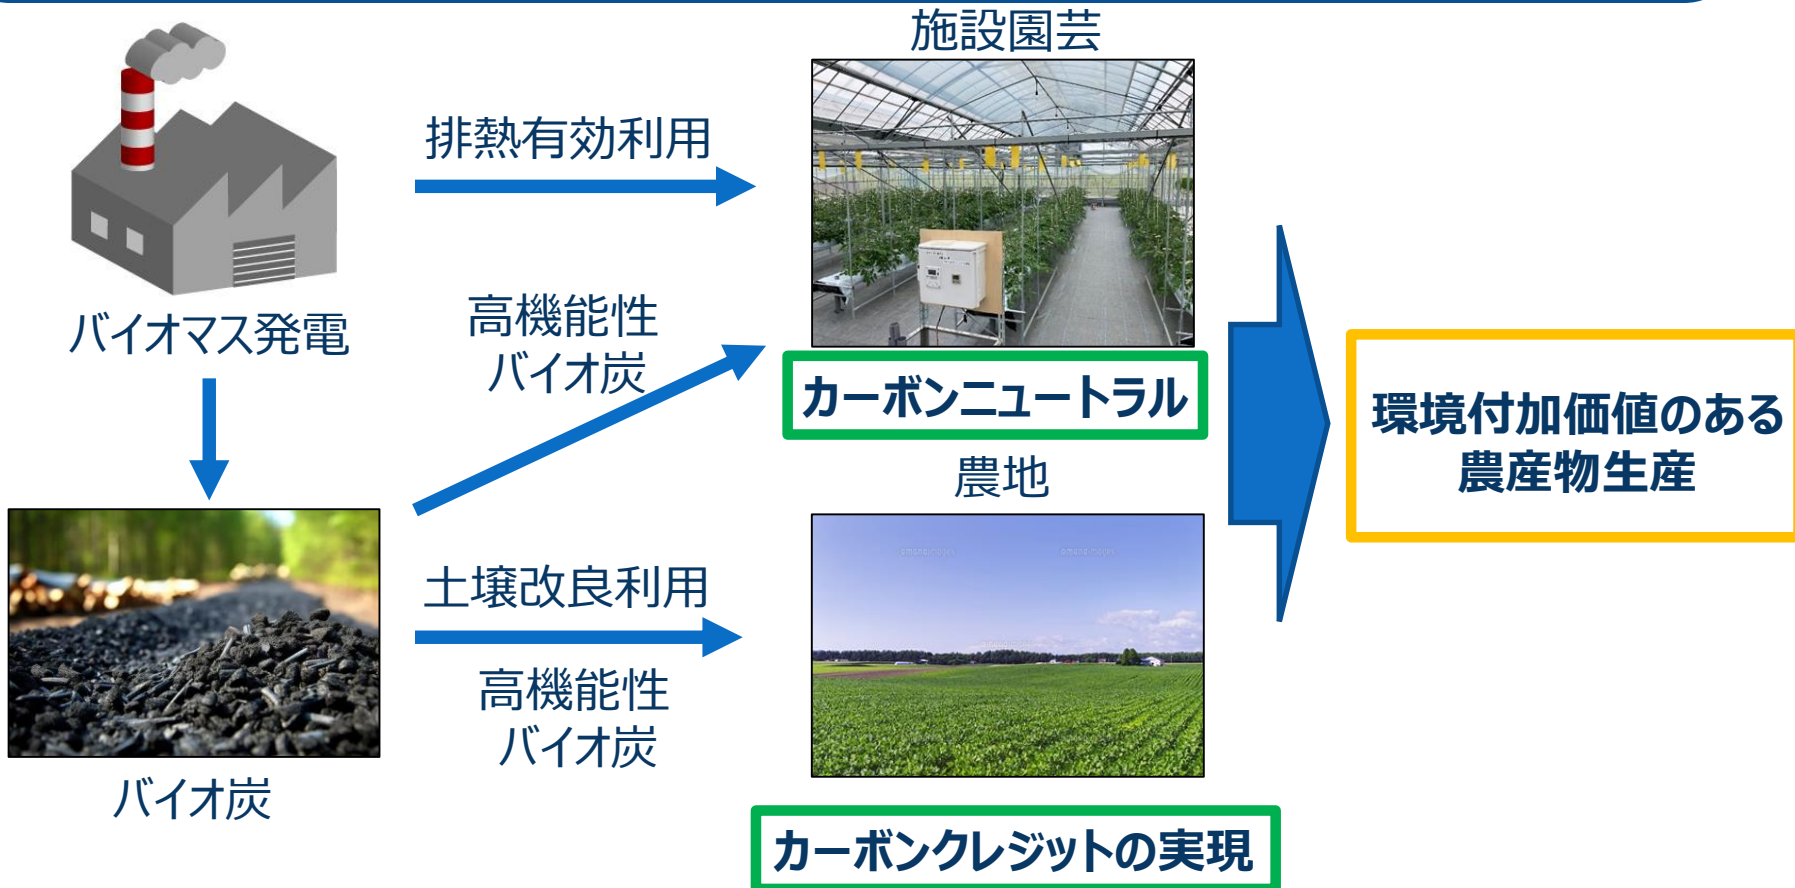 施設園芸
排熱有効利用
バイオマス発電
高機能性
バイオ炭
カーボンニュートラル
農地
環境付加価値のある
農産物生産
土壌改良利用
高機能性
バイオ炭
バイオ炭
カーボンクレジットの実現